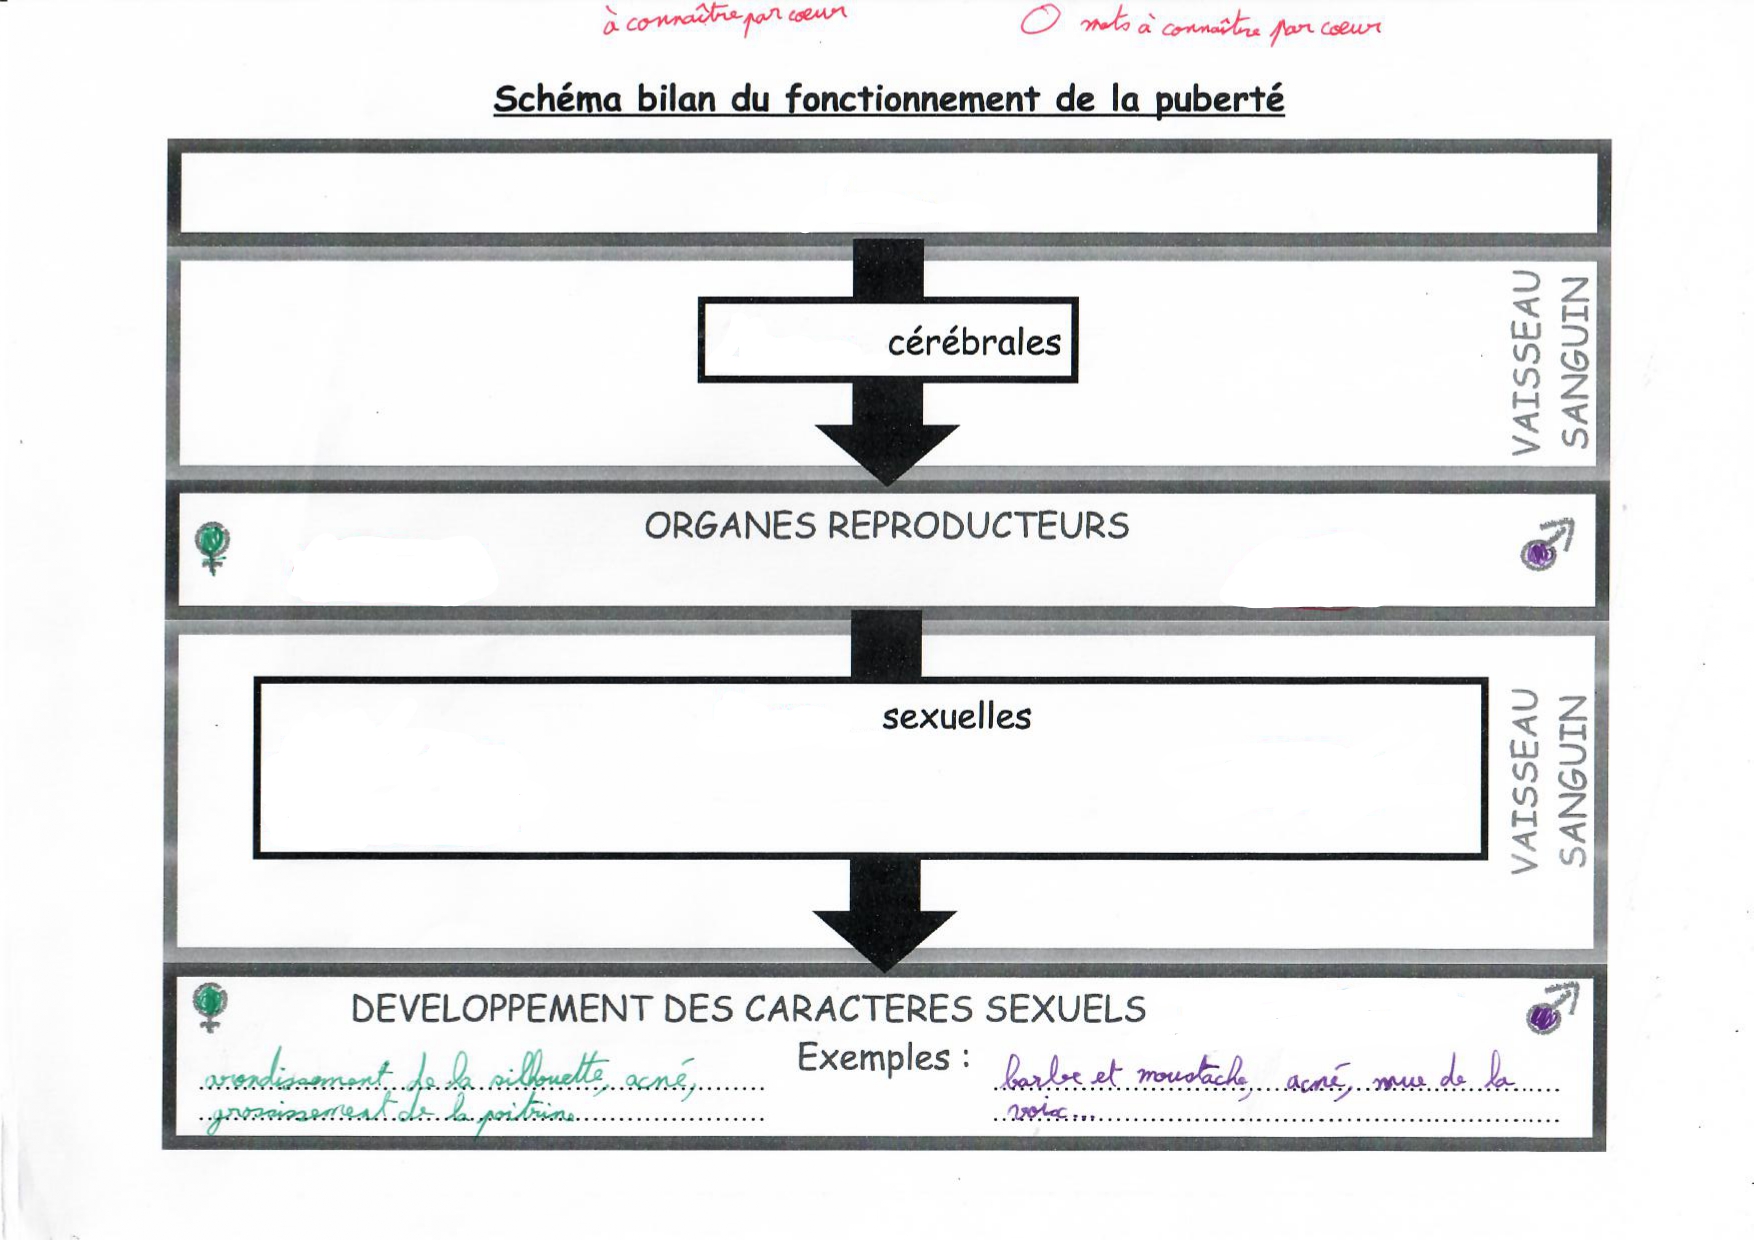 à connaître par coeur
O mots à connaître par coeur
Schéma bilan du fonctionnement de la puberté
cérébrales
VAISSEAU
SANGUIN
ORGANES REPRODUCTEURS
sexuelles
VAISSEAU
SANGUIN
DEVELOPPEMENT DES CARACTERES SEXUELS
Exemples :
arondissement de la silhouette, acné,
grossissement de la poitrine
barbe et moustache, acné, mue de la
voix...